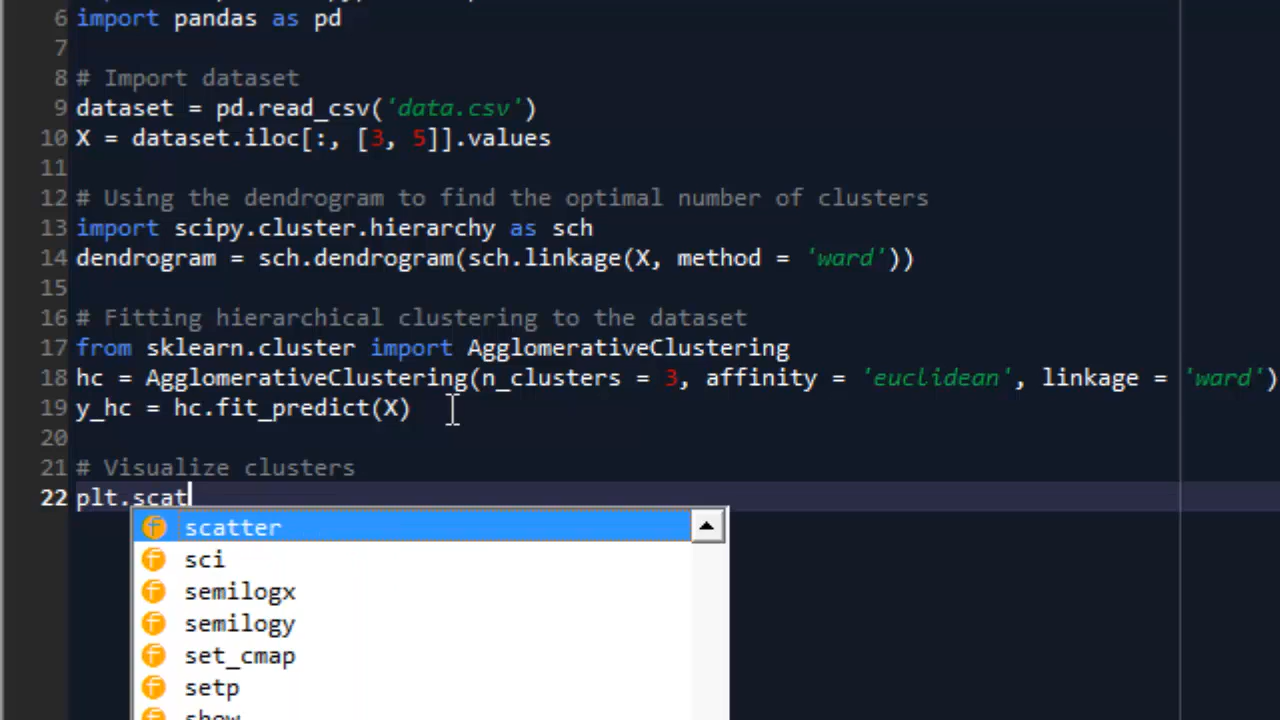 6 import pandas as pd
7
8 # Import dataset
9 dataset = pd.read_csv('data.csv')
10 X = dataset.iloc[:, [3, 5]].values
11
12 # Using the dendrogram to find the optimal number of clusters
13 import scipy.cluster.hierarchy as sch
14 dendrogram = sch.dendrogram(sch.linkage(X, method = 'ward'))
15
16 # Fitting hierarchical clustering to the dataset
17 from sklearn.cluster import AgglomerativeClustering
18 hc = AgglomerativeClustering(n_clusters = 3, affinity = 'euclidean', linkage = 'ward')
19 y_hc = hc.fit_predict(X)
20
21 # Visualize clusters
22 plt.scat
f scatter
f sci
f semilogx
f semilogy
f set_cmap
f setp
show